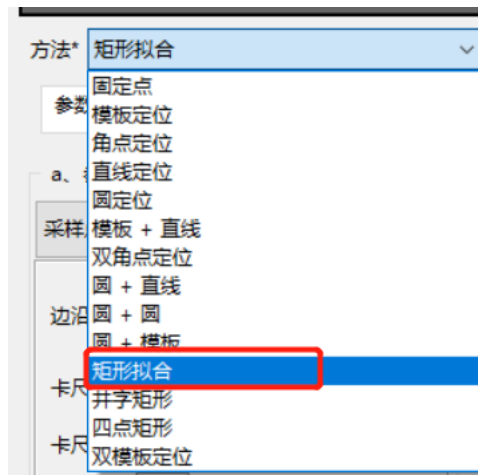 方法* 矩形拟合
固定点
参数
模板定位
角点定位
a、 直线定位
圆定位
采样 模板 + 直线
双角点定位
圆 + 直线
边沿 圆 + 圆
圆 + 模板
矩形拟合
卡尺 井字矩形
四点矩形
卡尺 双模板定位